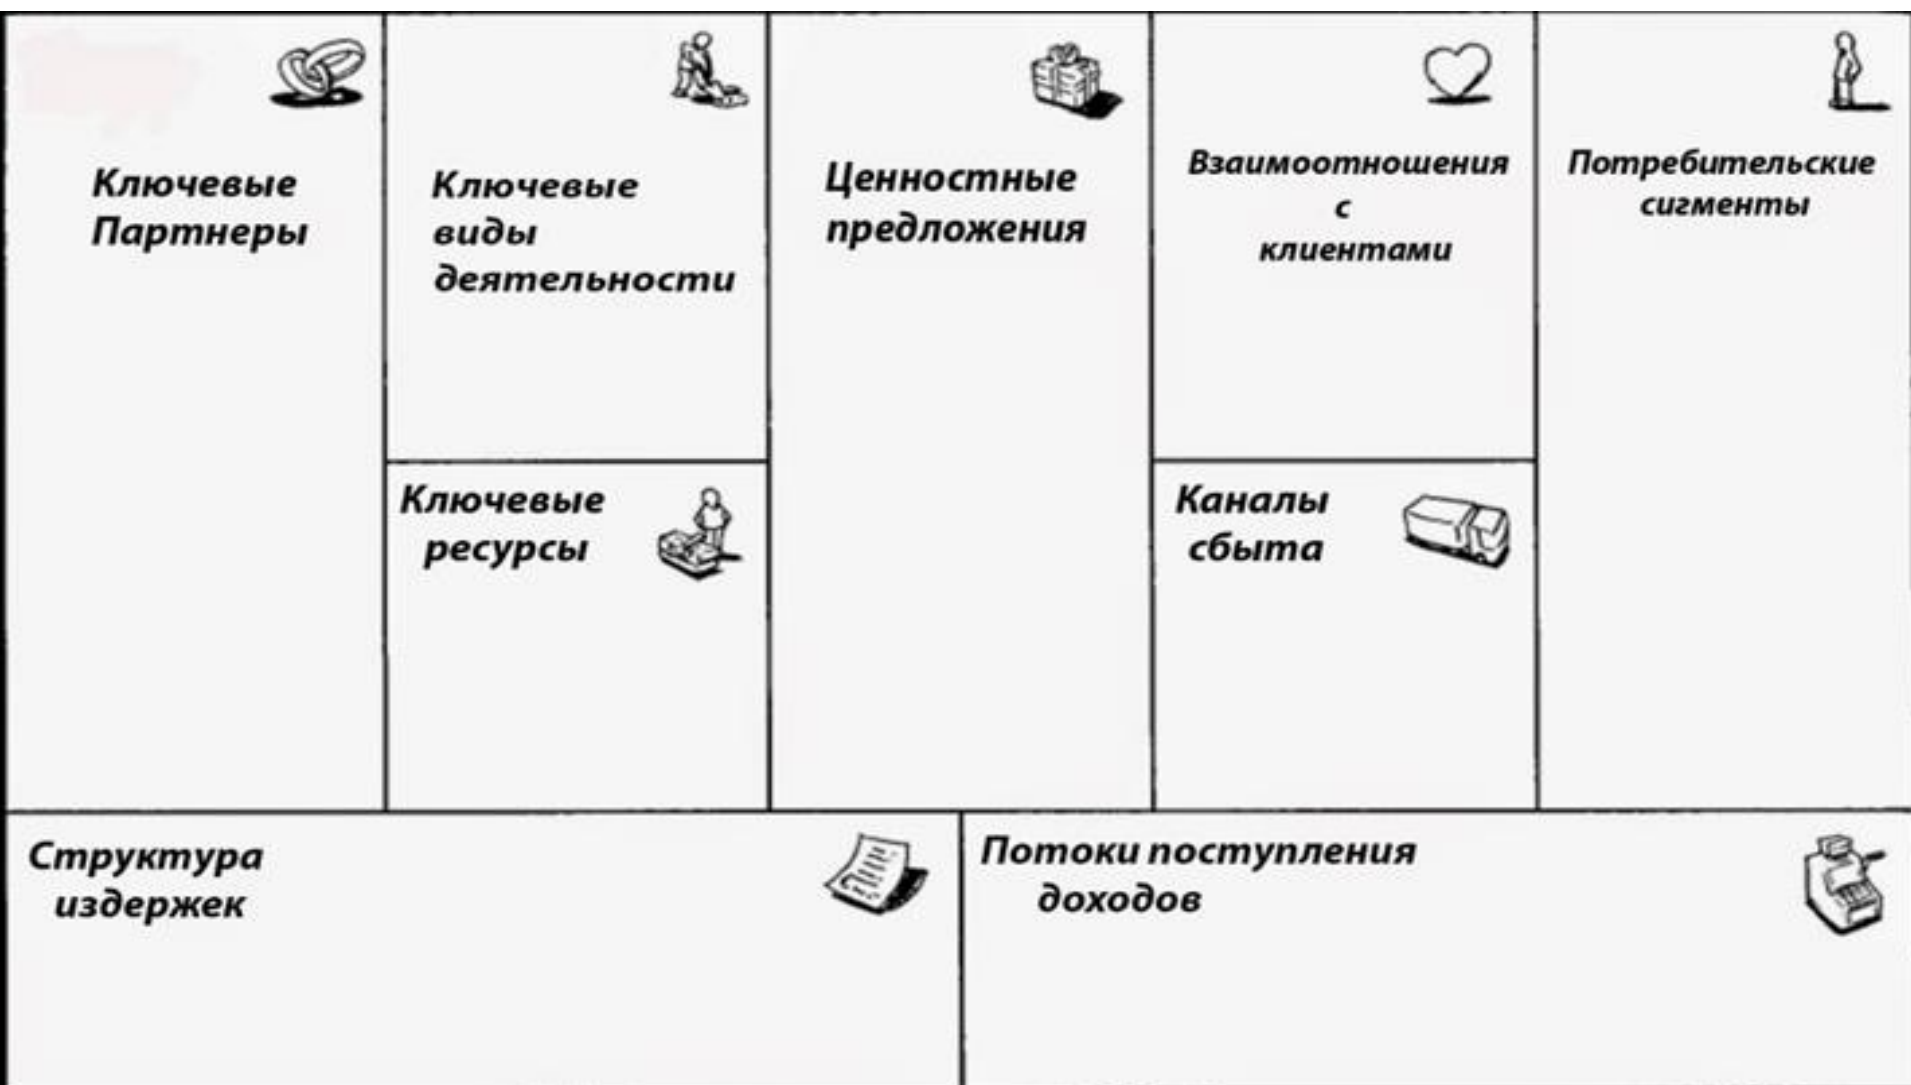 Ключевые
Партнеры
Ключевые
виды
деятельности
Ключевые
ресурсы
Ценностные
предложения
Взаимоотношения
с
клиентами
Каналы
сбыта
Потребительские
сигменты
Структура
издержек
Потоки поступления
доходов